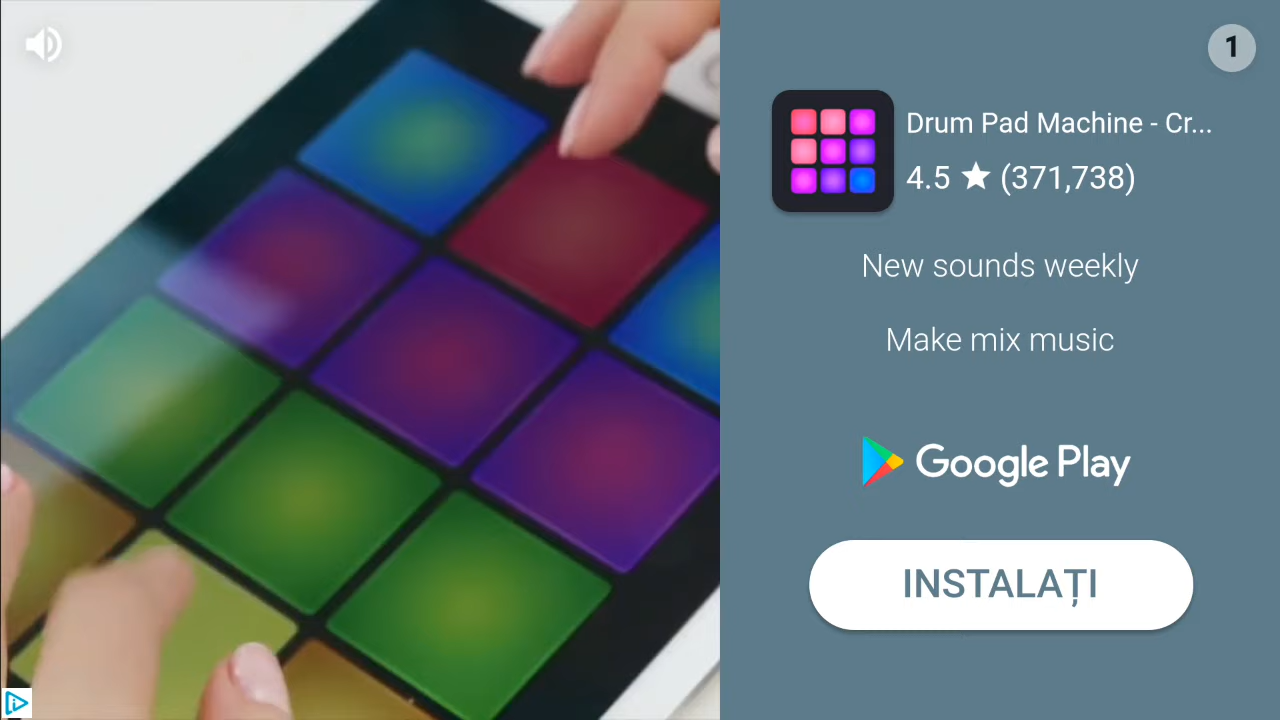 1
Drum Pad Machine - Cr...
4.5 ★ (371,738)
New sounds weekly
Make mix music
Google Play
INSTALAȚI